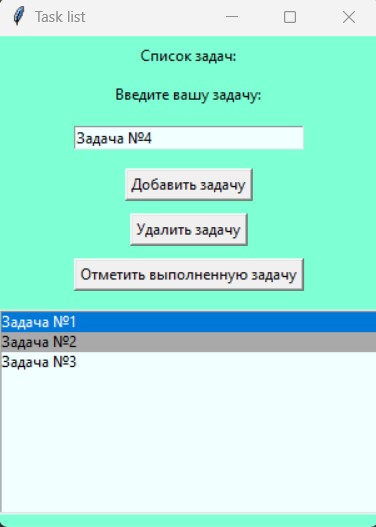 Task list
Список задач:
Введите вашу задачу:
Задача №4
Добавить задачу
Удалить задачу
Отметить выполненную задачу
Задача №1
Задача №2
Задача №3